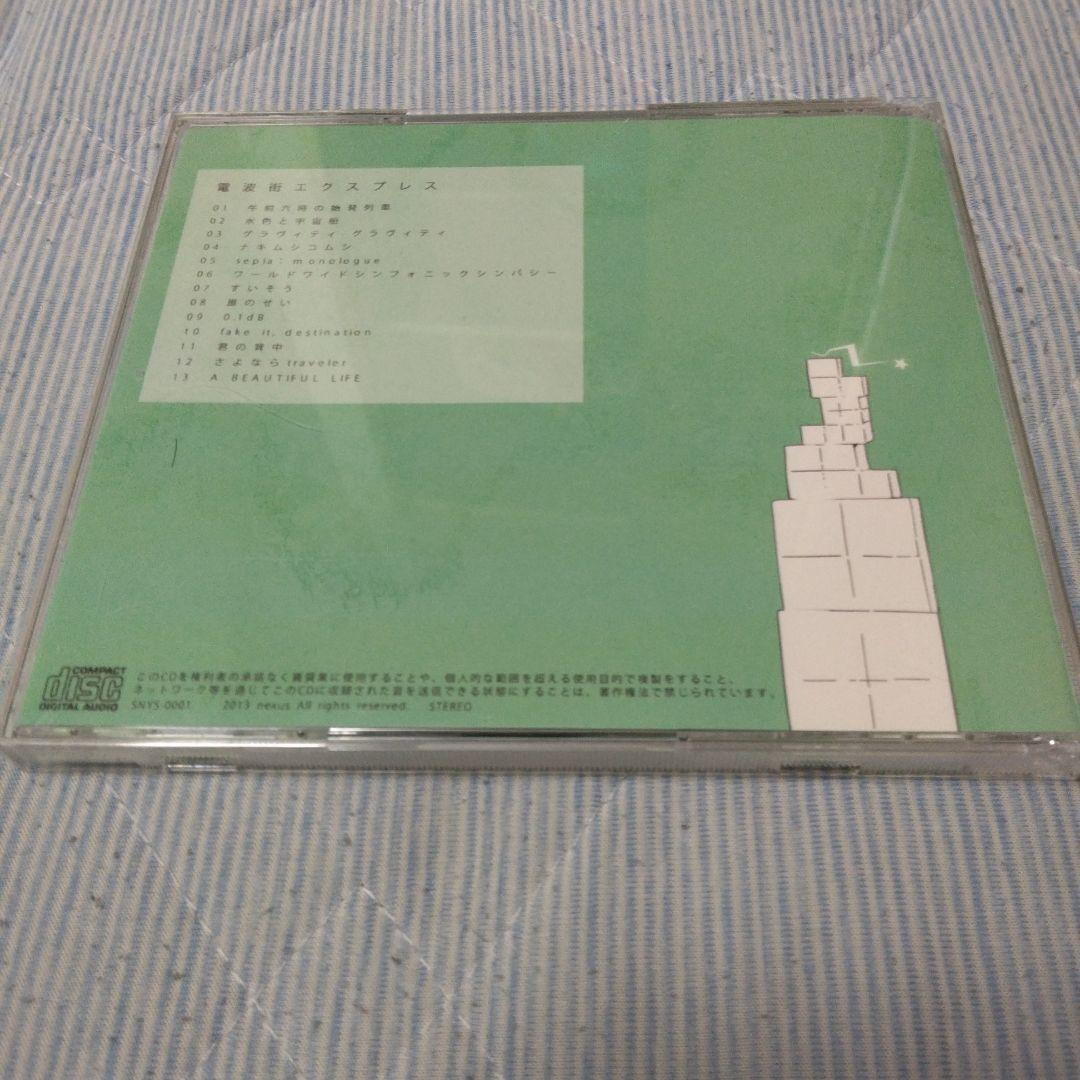 電波街エクスプレス
01 午前六時の始発列車
02 水色と宇宙船
03 グラヴィティ・グラヴィティ
04 ナキムシコムシ
05 sepia: monologue
06 ワールドワイドシンフォニックシンパシー
07 すいそう
08 のせい
09 0.1dB
10 fake it, destination
11 君の背中
12 さよならtraveler
13 A BEAUTIFUL LIFE
COMPACT
disc
DIGITAL AUDIO
このCDを権利者の承諾なく賃貸業に使用することや、個人的な範囲を超える使用目的で複製をすること、
ネットワーク等を通じてこのCDに収録された音を送信できる状態にすることは、著作権法で禁じられています。
SNYS-0001 2013 nexus All rights reserved. STEREO